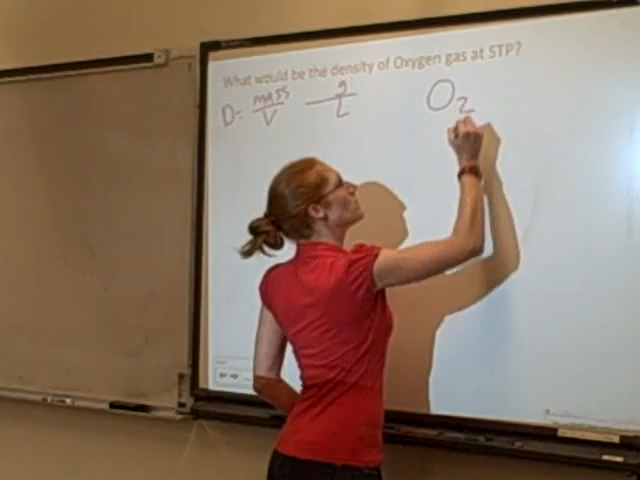 What would be the density of Oxygen gas at STP?
D= mass/V g/L O2